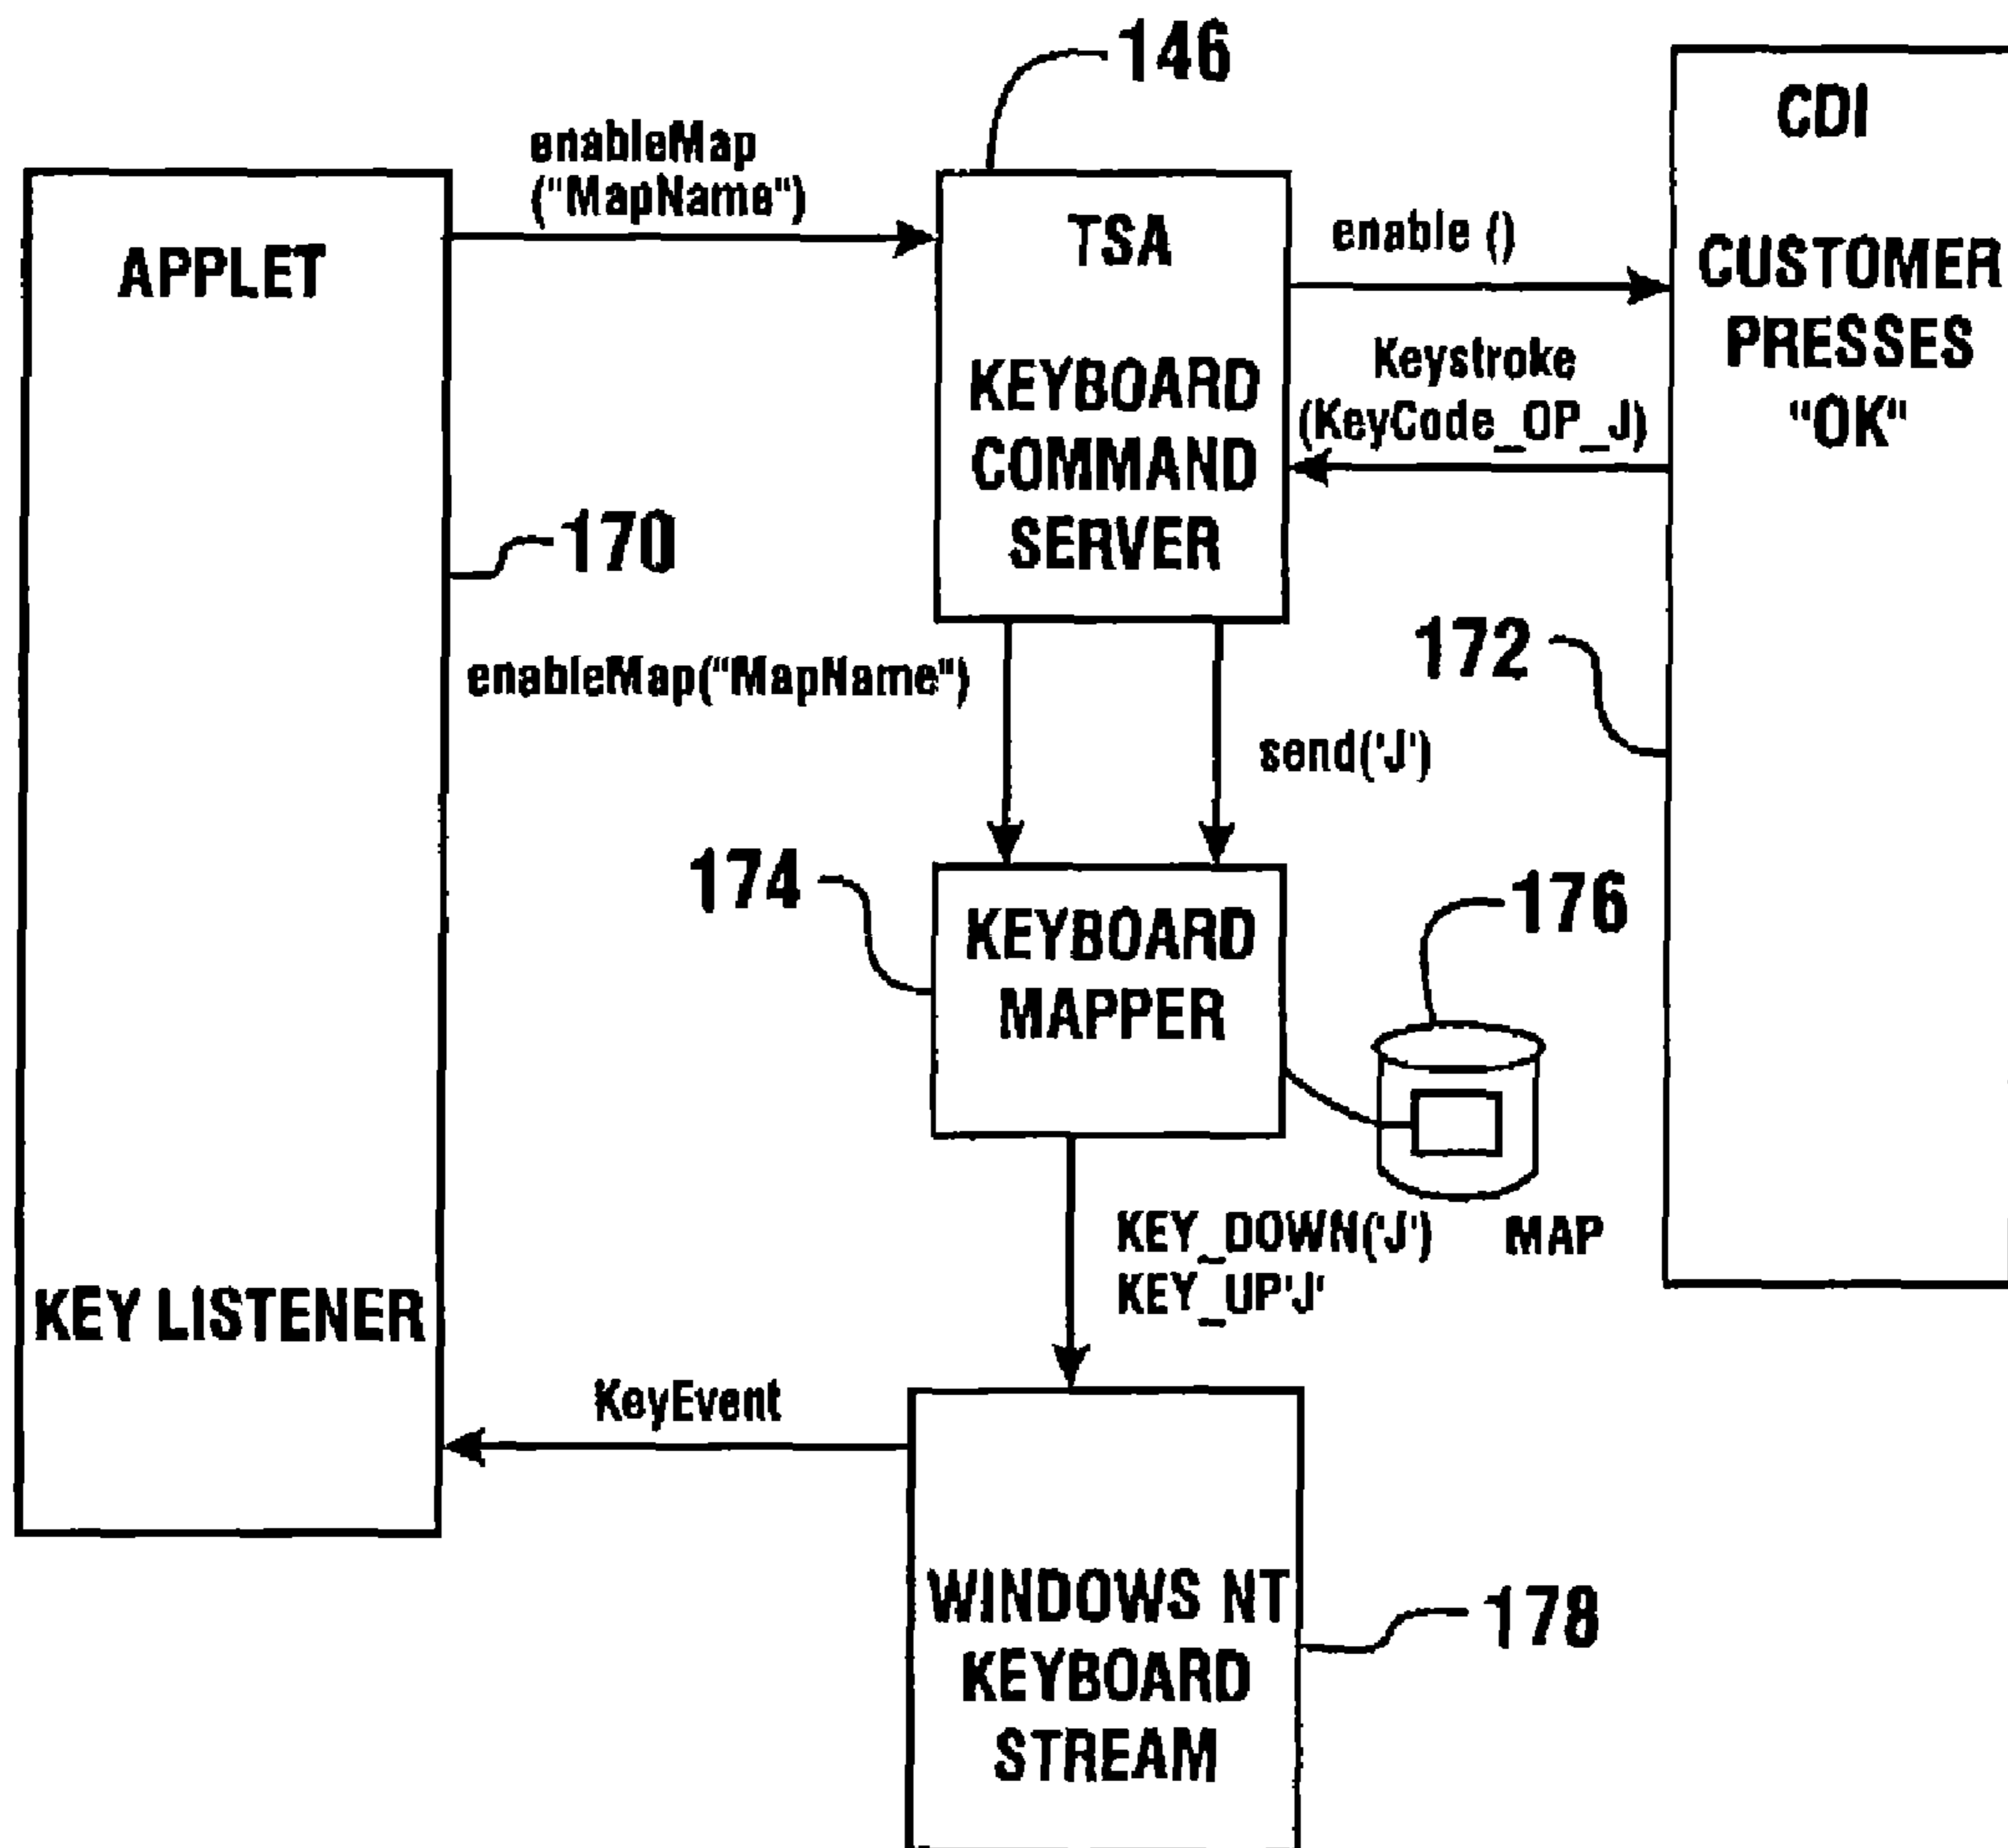 146
CDI
enableMap
("MapName")
APPLET
TSA
enable ()
CUSTOMER
PRESSES
"OK"
KEYBOARD
COMMAND
SERVER
Keystroke
(KeyCode_OP_J)
170
172
enableMap("MapName")
send('J')
174
176
KEYBOARD
MAPPER
KEY_DOWN('J')
KEY_UP'J'
MAP
KEY LISTENER
KeyEvent
WINDOWS NT
KEYBOARD
STREAM
178